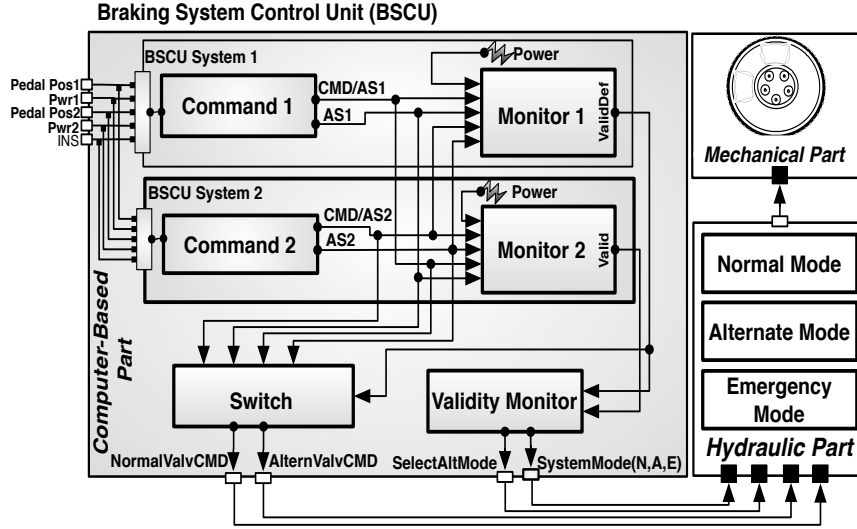 Braking System Control Unit (BSCU)
BSCU System 1
Power
Pedal Pos1
Pwr1
Pedal Pos2
Pwr2
INS
Command 1
CMD/AS1
AS1
Monitor 1
ValidDef
Mechanical Part
BSCU System 2
Power
Command 2
CMD/AS2
AS2
Monitor 2
Valid
Normal Mode
Alternate Mode
Emergency
Mode
Hydraulic Part
Computer-Based
Part
Switch
Validity Monitor
NormalValvCMD
AlternValvCMD
SelectAltMode
SystemMode(N,A,E)